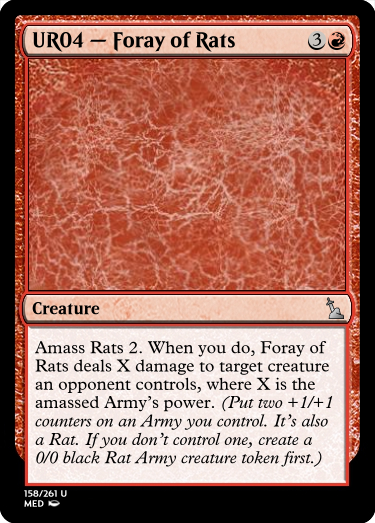 UR04 — Foray of Rats 3
Creature
Amass Rats 2. When you do, Foray of
Rats deals X damage to target creature
an opponent controls, where X is the
amassed Army's power. (Put two +1/+1
counters on an Army you control. It's also
a Rat. If you don't control one, create a
0/0 black Rat Army creature token first.)
158/261 U
MED